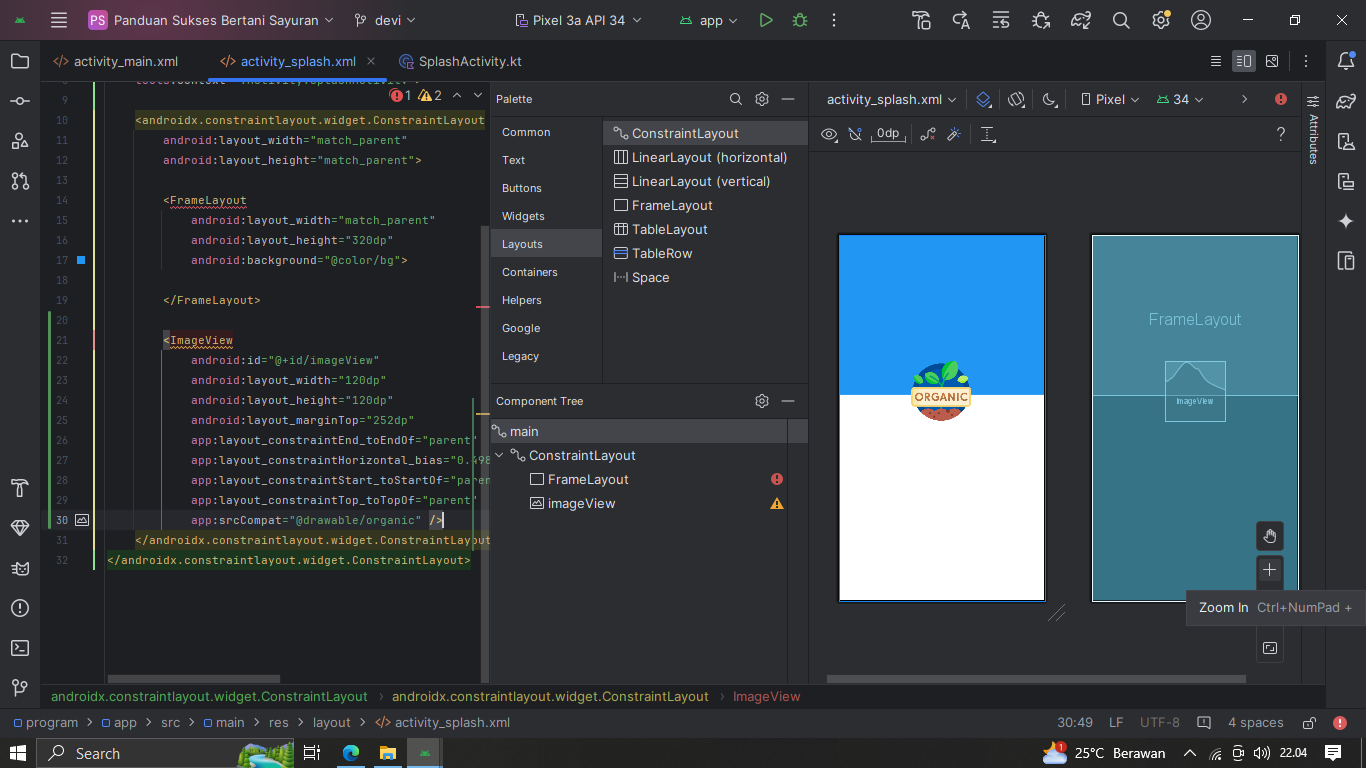 PS Panduan Sukses Bertani Sayuran devi Pixel 3a API 34 app
activity_main.xml activity_splash.xml SplashActivity.kt
1 2
9
10 <androidx.constraintlayout.widget.ConstraintLayout
11 android:layout_width="match_parent"
12 android:layout_height="match_parent">
13
14 <FrameLayout
15 android:layout_width="match_parent"
16 android:layout_height="320dp"
17 android:background="@color/bg">
18
19 </FrameLayout>
20
21 <ImageView
22 android:id="@+id/imageView"
23 android:layout_width="120dp"
24 android:layout_height="120dp"
25 android:layout_marginTop="252dp"
26 app:layout_constraintEnd_toEndOf="parent"
27 app:layout_constraintHorizontal_bias="0.498
28 app:layout_constraintStart_toStartOf="paren
29 app:layout_constraintTop_toTopOf="parent"
30 app:srcCompat="@drawable/organic" />
31 </androidx.constraintlayout.widget.ConstraintLayout
32 </androidx.constraintlayout.widget.ConstraintLayout>
Palette
Common
Text
Buttons
Widgets
Layouts
Containers
Helpers
Google
Legacy
ConstraintLayout
LinearLayout (horizontal)
LinearLayout (vertical)
FrameLayout
TableLayout
TableRow
Space
Component Tree
main
ConstraintLayout
FrameLayout
imageView
activity_splash.xml Pixel 34
0dp ?
ORGANIC
FrameLayout
ImageView
Zoom In Ctrl+NumPad +
Attributes
androidx.constraintlayout.widget.ConstraintLayout androidx.constraintlayout.widget.ConstraintLayout ImageView
program app src main res layout activity_splash.xml 30:49 LF UTF-8 4 spaces
Search 1 25°C Berawan 22.04